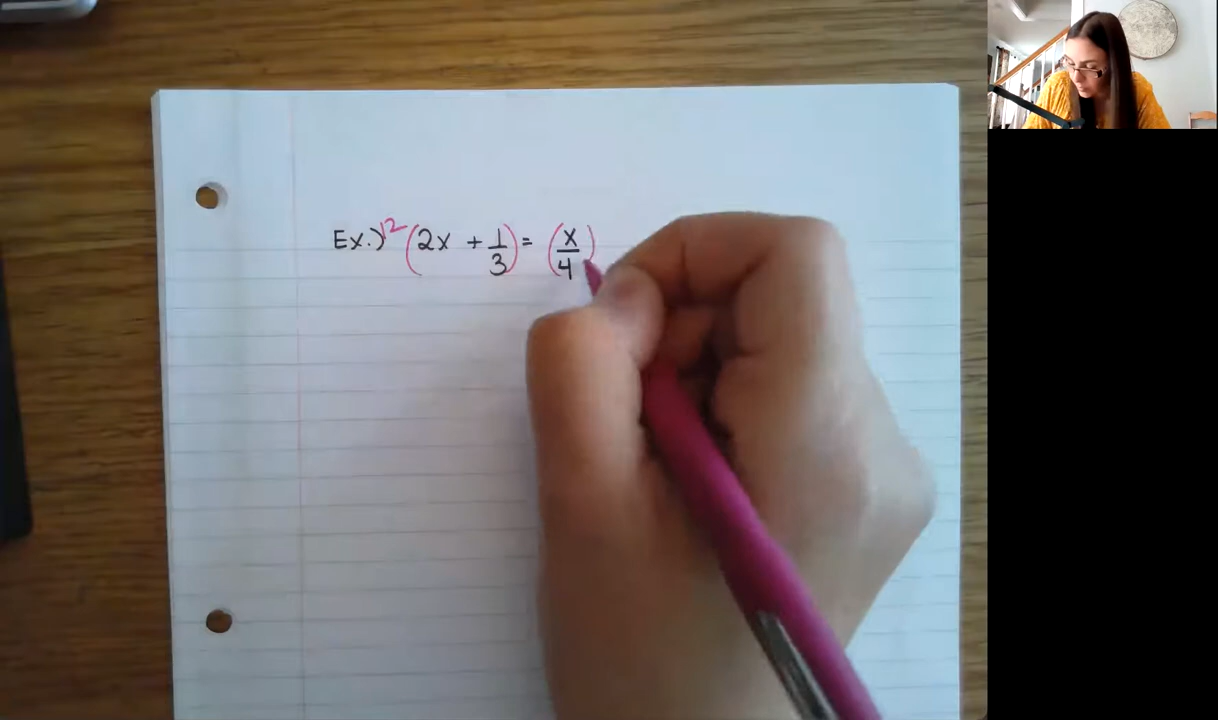 Ex.) 12 (2x + 1/3) = (x/4)